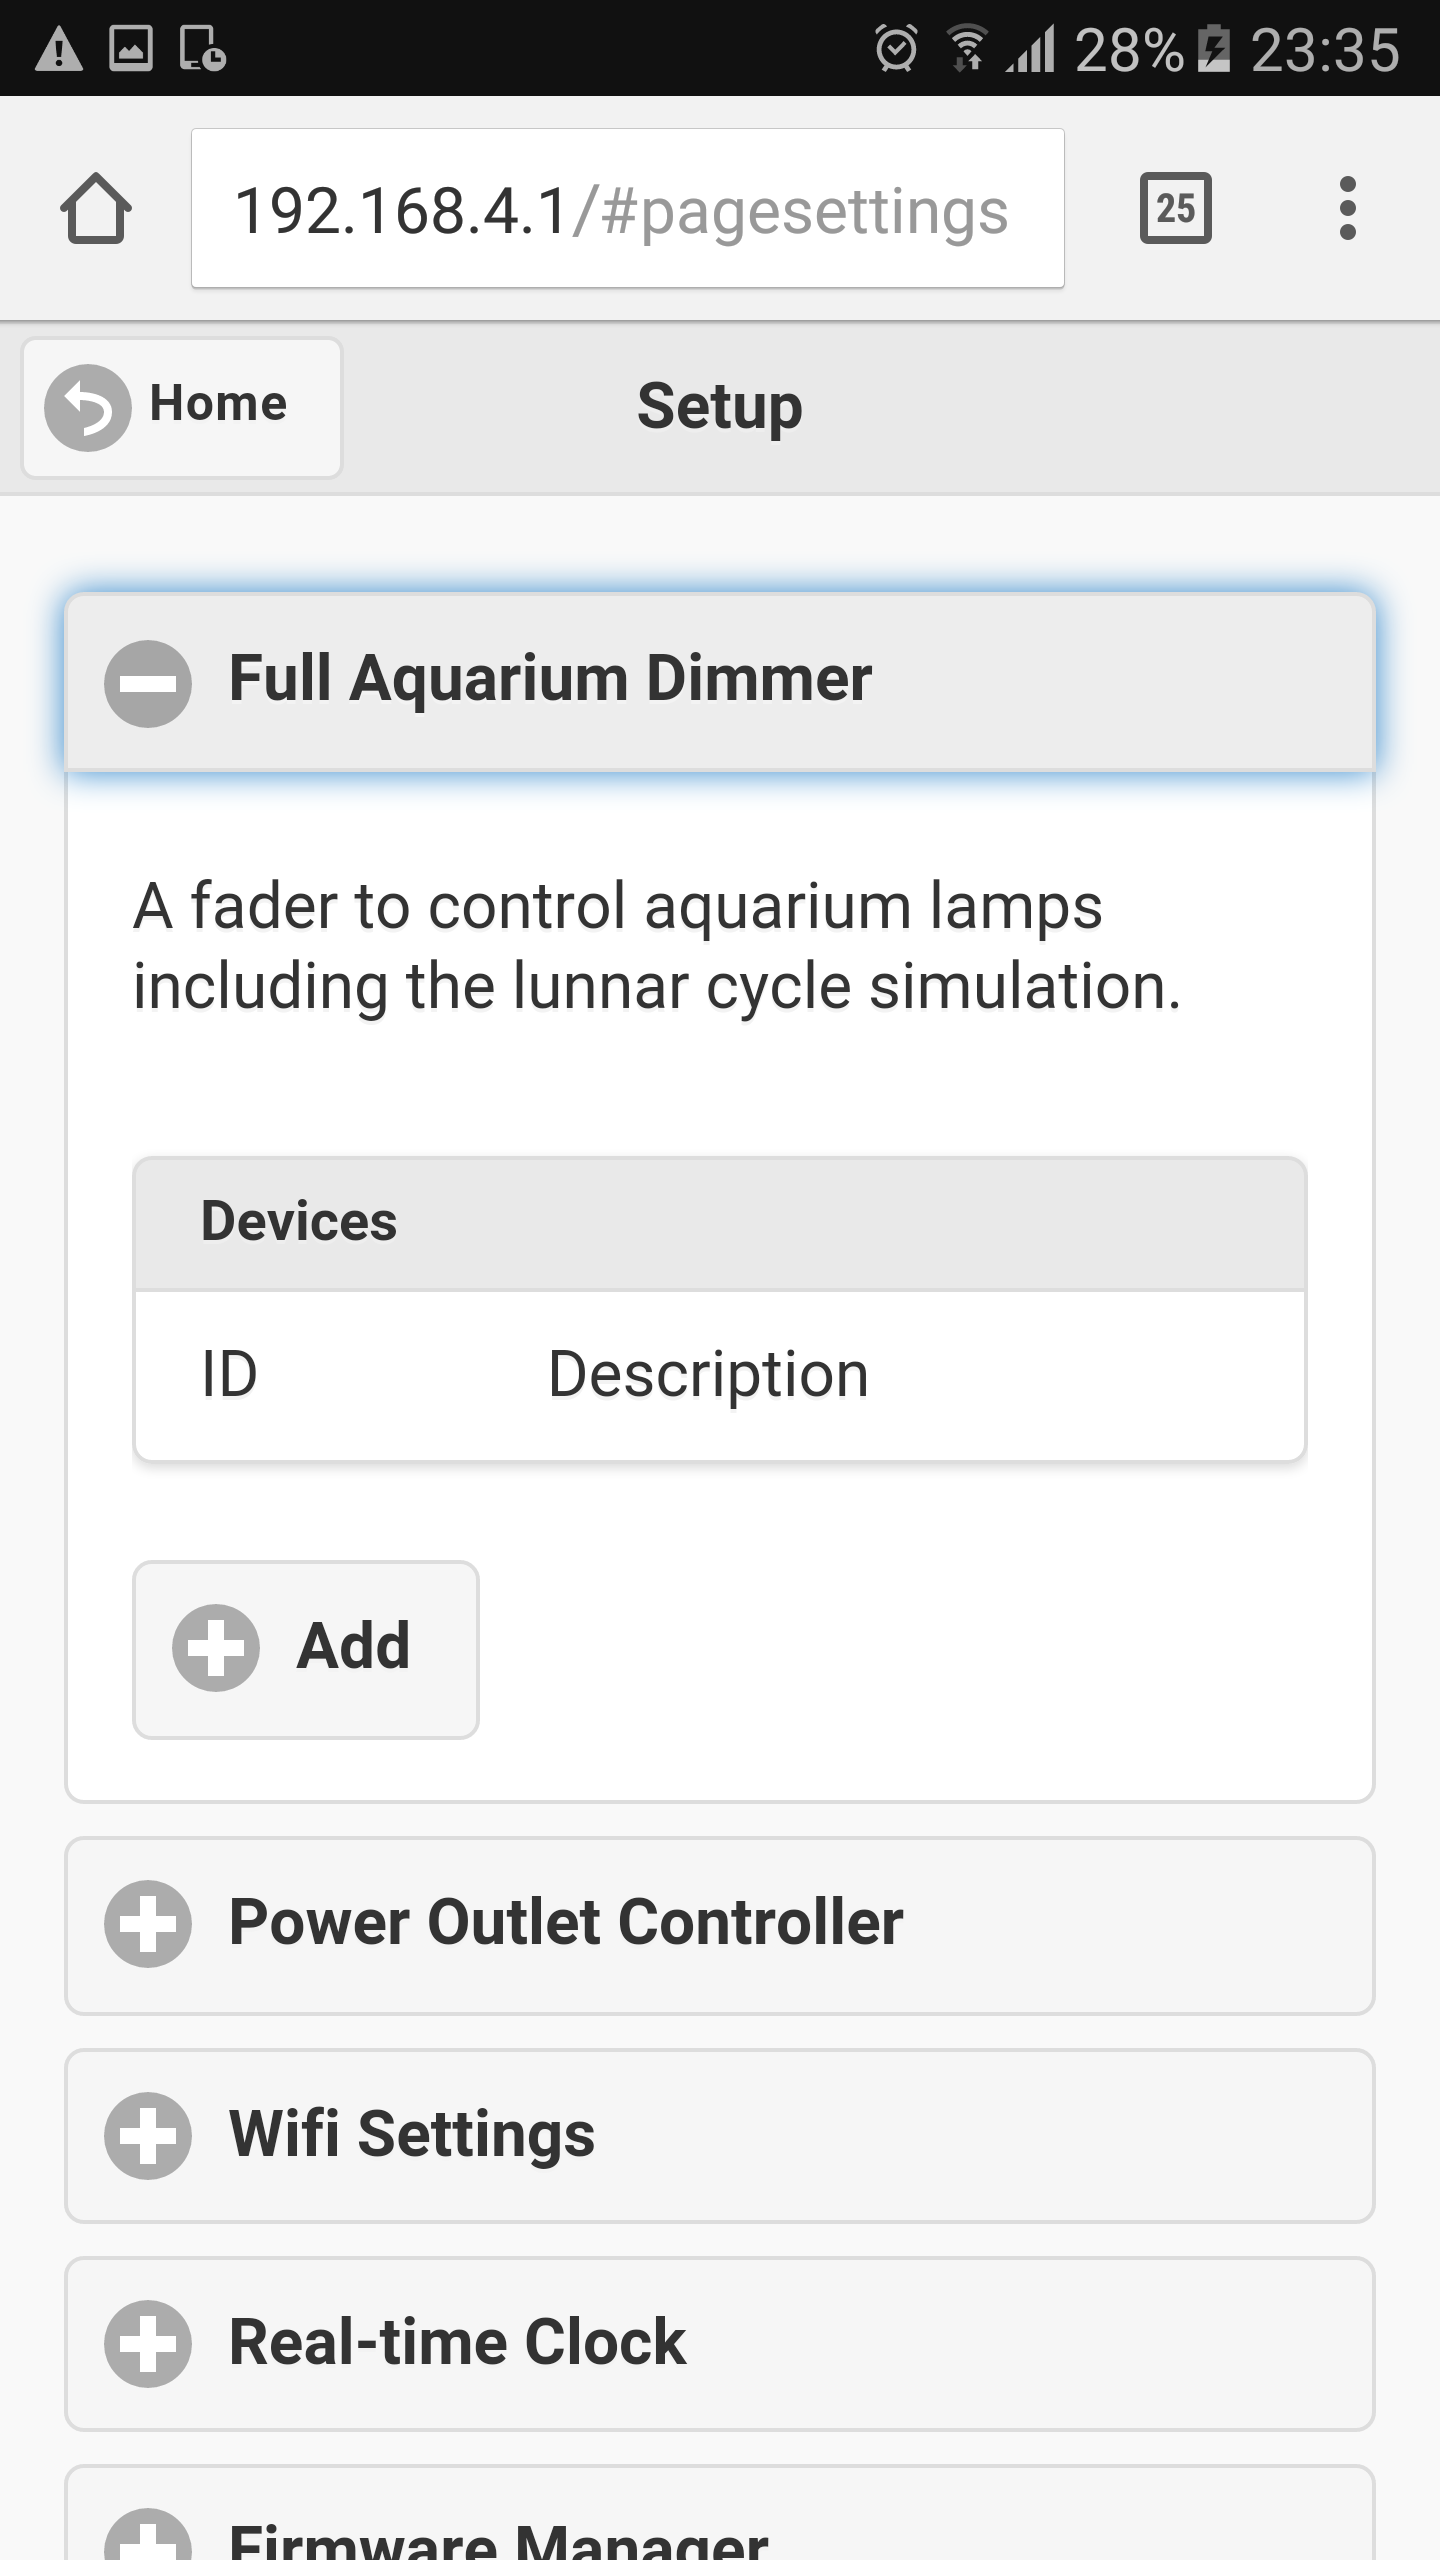 28% 23:35
192.168.4.1/#pagesettings
25
Home
Setup
Full Aquarium Dimmer
A fader to control aquarium lamps
including the lunnar cycle simulation.
Devices
ID Description
Add
Power Outlet Controller
Wifi Settings
Real-time Clock
Firmware Manager